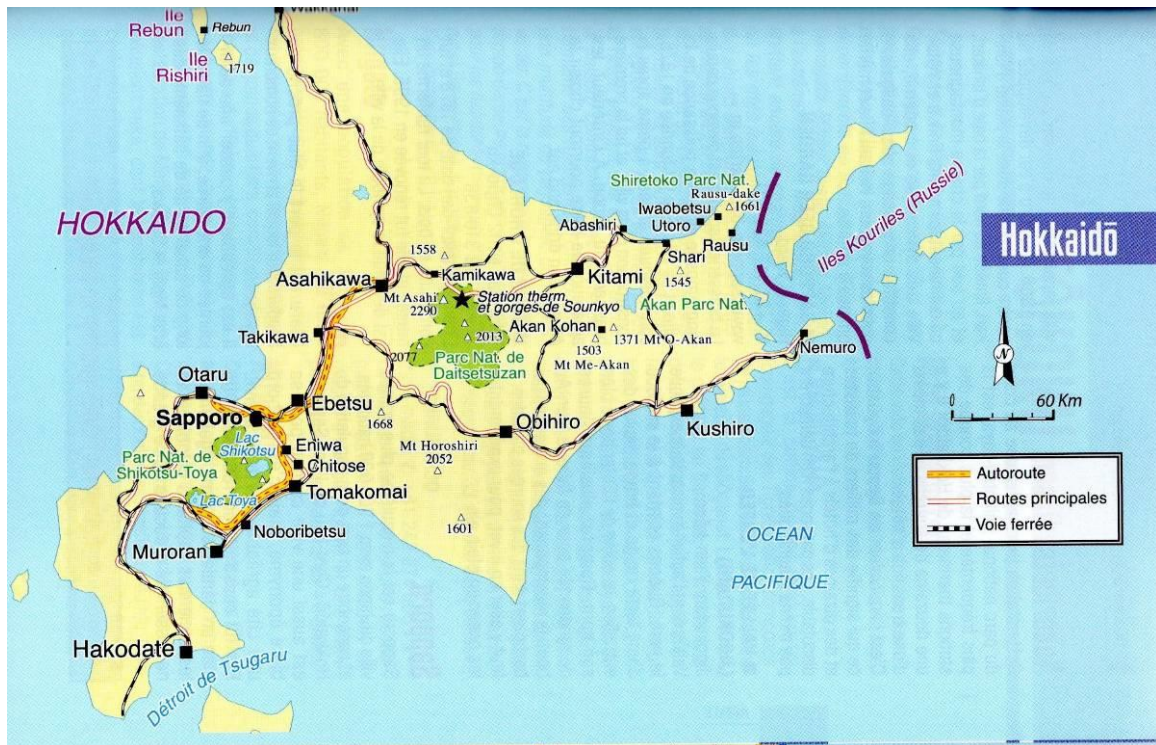 Ile
Rebun
Rebun
Wakkanai
Ile
Rishiri
1719
HOKKAIDO
Shiretoko Parc Nat.
Rausu-dake
1661
Iwaobetsu
Utoro
Rausu
Iles Kouriles (Russie)
Hokkaidō
Abashiri
Shari
1545
1558
Kamikawa
Kitami
Asahikawa
Mt Asahi
2290
Station therm.
et gorges de Sounkyo
Akan Parc Nat.
Takikawa
2013
Akan Kohan
1371 Mt O-Akan
1503
Mt Me-Akan
2077
Parc Nat. de
Daitsetsuzan
Nemuro
N
0
60 Km
Otaru
Sapporo
Ebetsu
1668
Obihiro
Kushiro
Lac
Shikotsu
Eniwa
Chitose
Parc Nat. de
Shikotsu-Toya
Mt Horoshiri
2052
Lac Toya
Tomakomai
Noboribetsu
1601
Muroran
Autoroute
Routes principales
Voie ferrée
OCEAN
PACIFIQUE
Hakodate
Détroit de Tsugaru